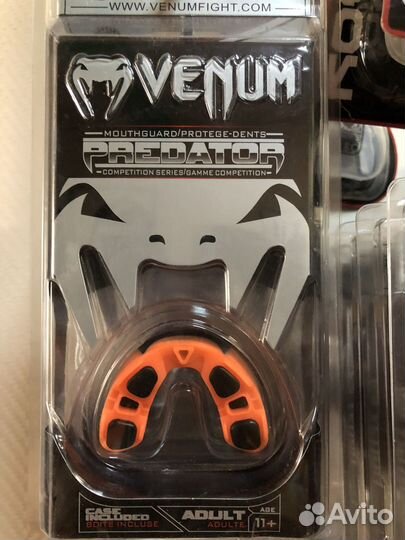 WWW.VENUMFIGHT.COM
VENUM
MOUTHGUARD/PROTEGE-DENTS
PREDATOR
COMPETITION SERIES/GAMME COMPETITION
CASE INCLUDED
BOITE INCLUSE
ADULT
ADULTE
AGE
11+
Avito